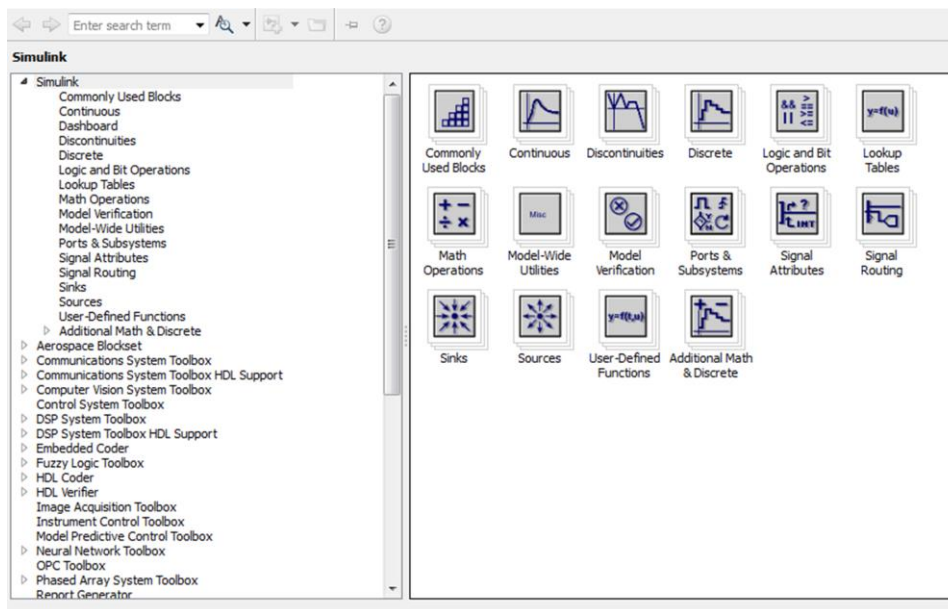 Enter search term
Simulink
Simulink
Commonly Used Blocks
Continuous
Dashboard
Discontinuities
Discrete
Logic and Bit Operations
Lookup Tables
Math Operations
Model Verification
Model-Wide Utilities
Ports & Subsystems
Signal Attributes
Signal Routing
Sinks
Sources
User-Defined Functions
Additional Math & Discrete
Aerospace Blockset
Communications System Toolbox
Communications System Toolbox HDL Support
Computer Vision System Toolbox
Control System Toolbox
DSP System Toolbox
DSP System Toolbox HDL Support
Embedded Coder
Fuzzy Logic Toolbox
HDL Coder
HDL Verifier
Image Acquisition Toolbox
Instrument Control Toolbox
Model Predictive Control Toolbox
Neural Network Toolbox
OPC Toolbox
Phased Array System Toolbox
Report Generator
&& >
|| >=
<=
y=f(u)
Commonly
Used Blocks
Continuous
Discontinuities
Discrete
Logic and Bit
Operations
Lookup
Tables
+ −
÷ ×
Misc
?
INT
Math
Operations
Model-Wide
Utilities
Model
Verification
Ports &
Subsystems
Signal
Attributes
Signal
Routing
y=f(t,u)
+ −
Sinks
Sources
User-Defined
Functions
Additional Math
& Discrete